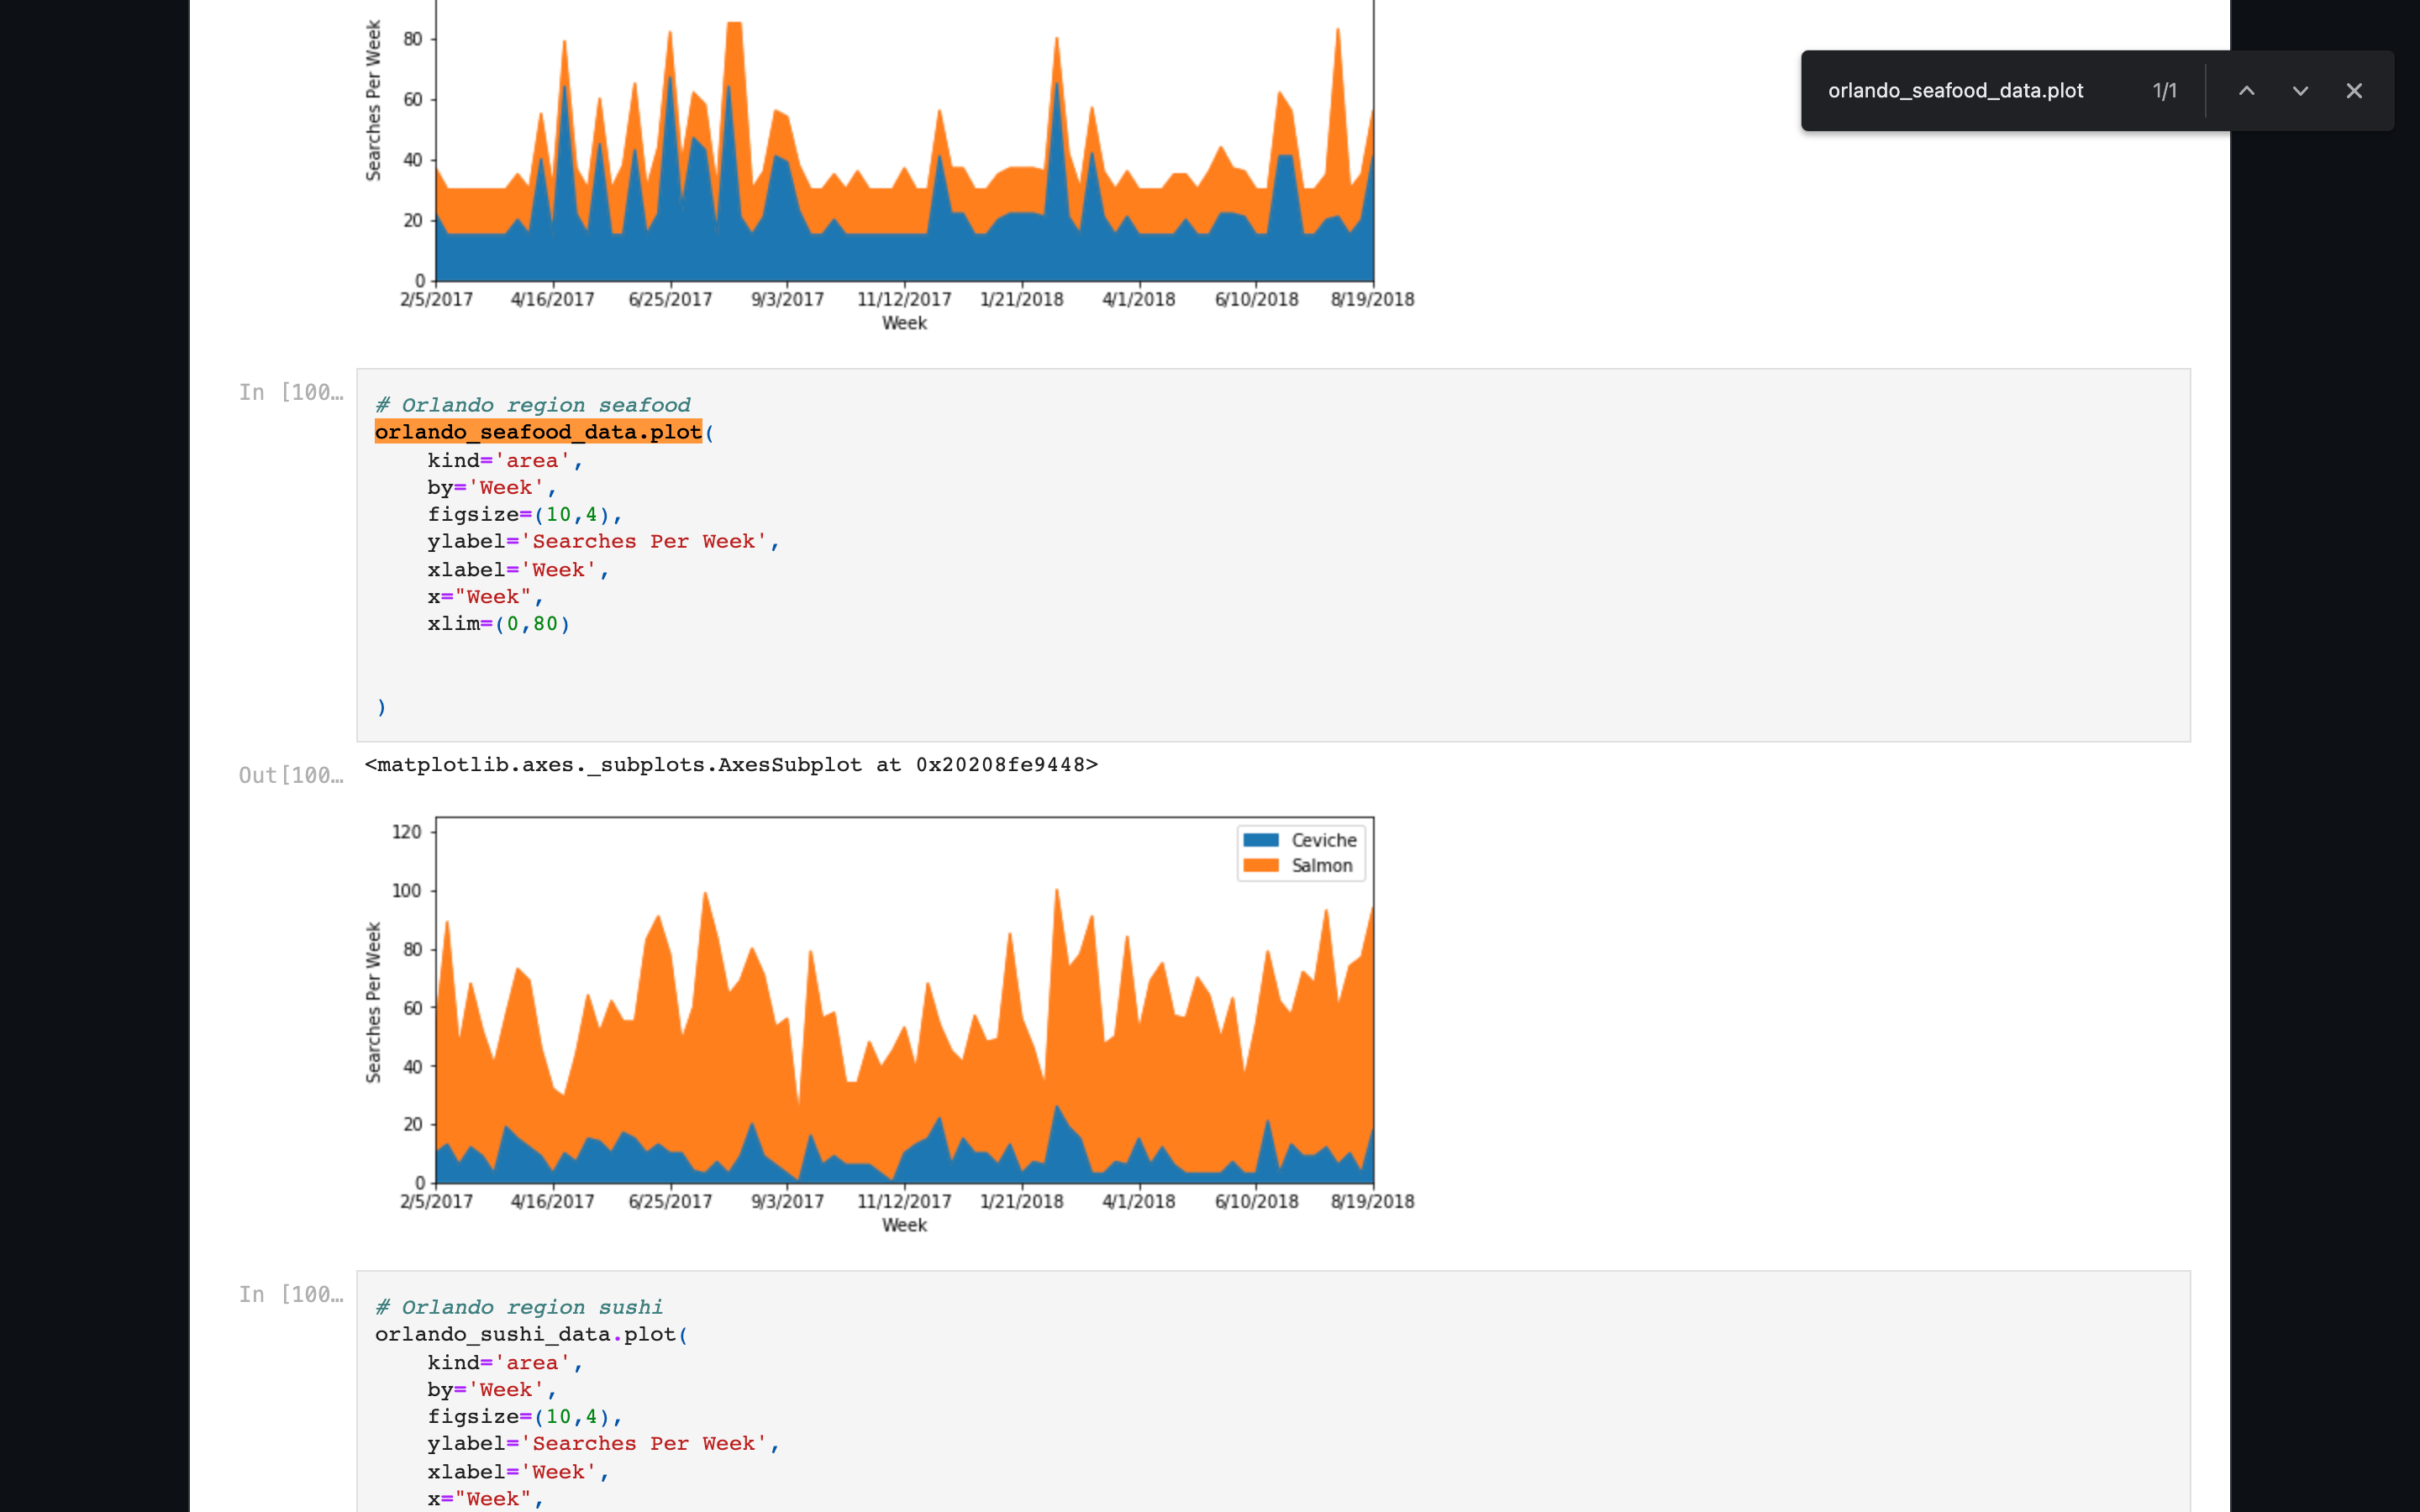 orlando_seafood_data.plot 1/1
80
60
40
20
0
Searches Per Week
2/5/2017 4/16/2017 6/25/2017 9/3/2017 11/12/2017 1/21/2018 4/1/2018 6/10/2018 8/19/2018
Week
In [100…
# Orlando region seafood
orlando_seafood_data.plot(
    kind='area',
    by='Week',
    figsize=(10,4),
    ylabel='Searches Per Week',
    xlabel='Week',
    x="Week",
    xlim=(0,80)
)
Out[100…
<matplotlib.axes._subplots.AxesSubplot at 0x20208fe9448>
Ceviche
Salmon
120
100
80
60
40
20
0
Searches Per Week
2/5/2017 4/16/2017 6/25/2017 9/3/2017 11/12/2017 1/21/2018 4/1/2018 6/10/2018 8/19/2018
Week
In [100…
# Orlando region sushi
orlando_sushi_data.plot(
    kind='area',
    by='Week',
    figsize=(10,4),
    ylabel='Searches Per Week',
    xlabel='Week',
    x="Week",